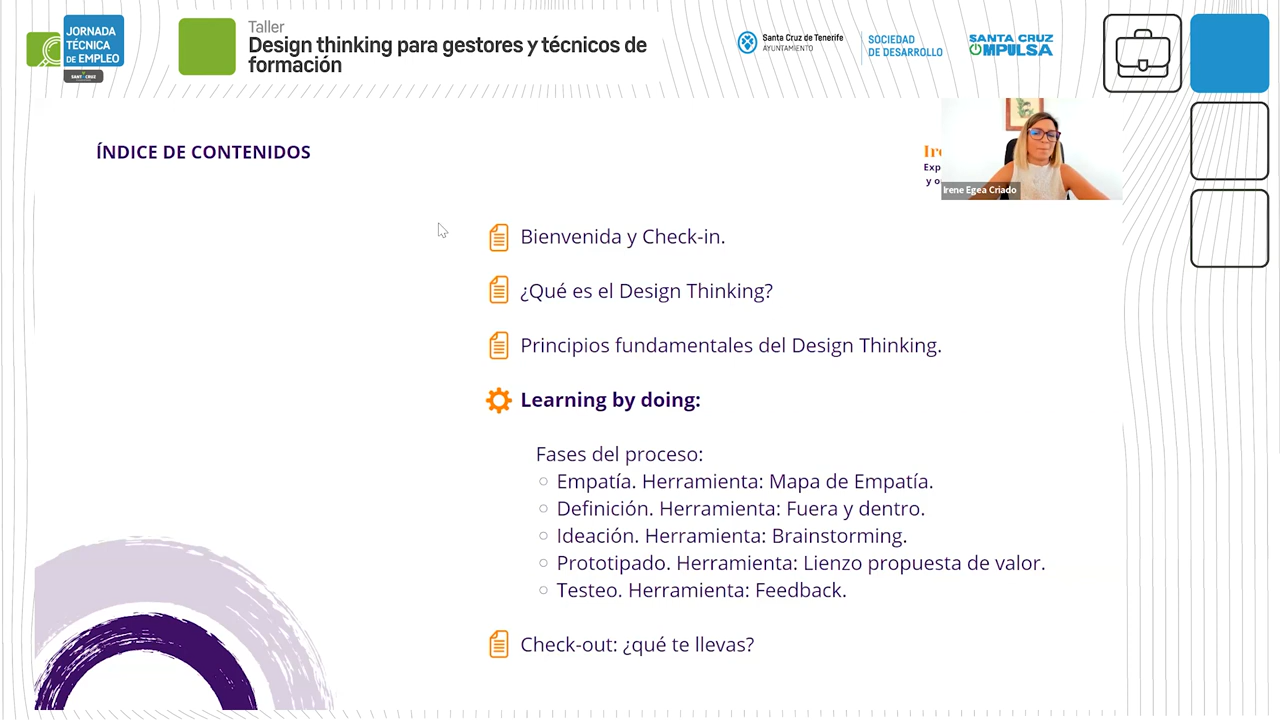 JORNADA
TÉCNICA
DE EMPLEO
Taller
Design thinking para gestores y técnicos de
formación
Santa Cruz de Tenerife
AYUNTAMIENTO
SOCIEDAD
DE DESARROLLO
SANTA CRUZ
IMPULSA
ÍNDICE DE CONTENIDOS
Irene Egea Criado
Bienvenida y Check-in.
¿Qué es el Design Thinking?
Principios fundamentales del Design Thinking.
Learning by doing:
Fases del proceso:
Empatía. Herramienta: Mapa de Empatía.
Definición. Herramienta: Fuera y dentro.
Ideación. Herramienta: Brainstorming.
Prototipado. Herramienta: Lienzo propuesta de valor.
Testeo. Herramienta: Feedback.
Check-out: ¿qué te llevas?